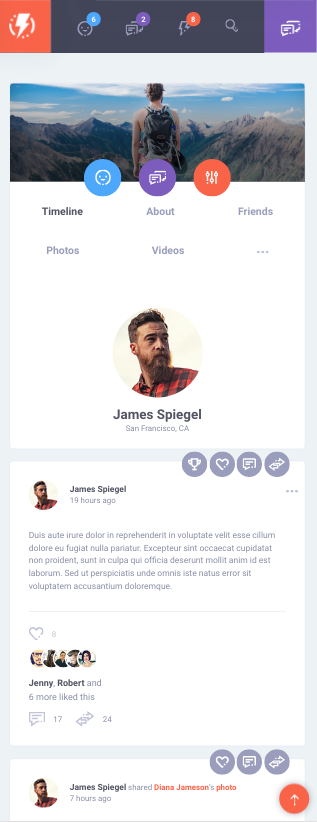 6
2
8
Timeline
About
Friends
Photos
Videos
James Spiegel
San Francisco, CA
James Spiegel
19 hours ago
Duis aute irure dolor in reprehenderit in voluptate velit esse cillum
dolore eu fugiat nulla pariatur. Excepteur sint occaecat cupidatat
non proident, sunt in culpa qui officia deserunt mollit anim id est
laborum. Sed ut perspiciatis unde omnis iste natus error sit
voluptatem accusantium doloremque.
8
Jenny, Robert and
6 more liked this
17
24
James Spiegel shared Diana Jameson's photo
7 hours ago